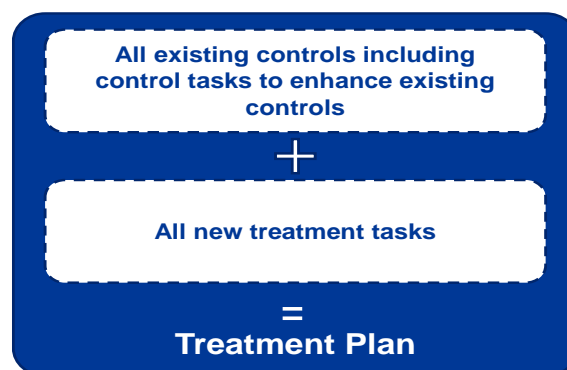 All existing controls including
control tasks to enhance existing
controls
+
All new treatment tasks
=
Treatment Plan